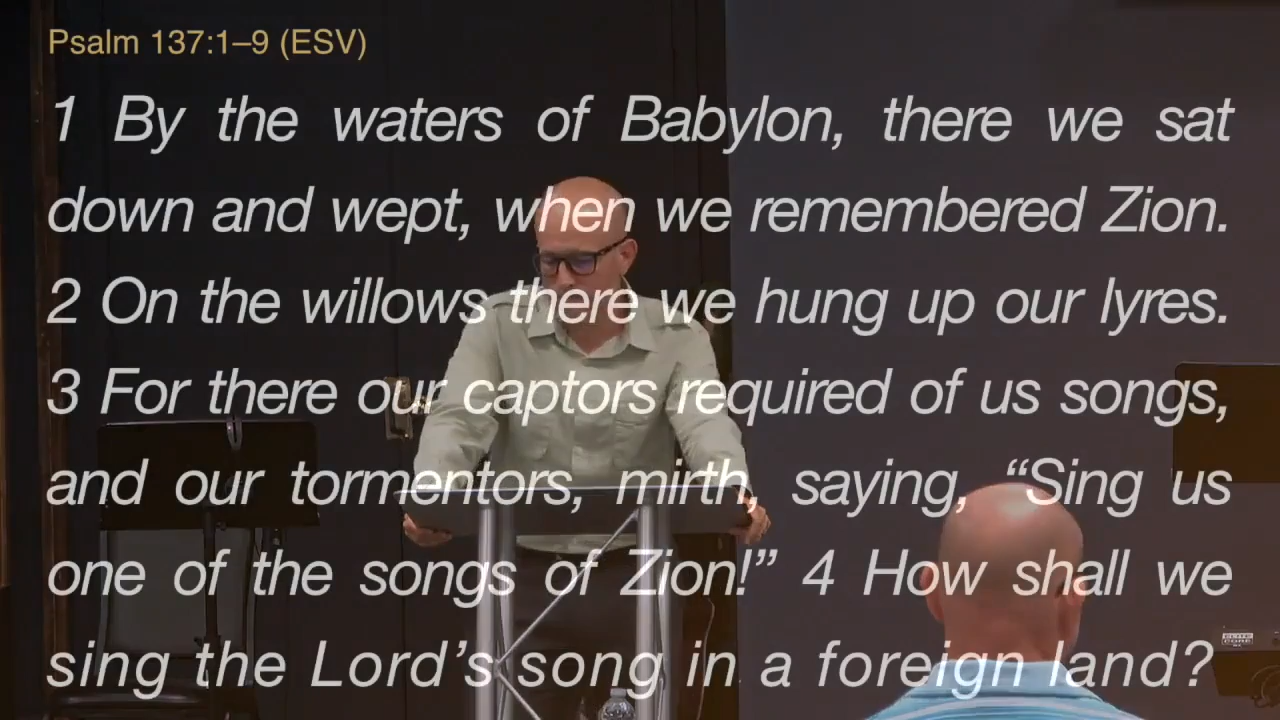 Psalm 137:1–9 (ESV)
1 By the waters of Babylon, there we sat
down and wept, when we remembered Zion.
2 On the willows there we hung up our lyres.
3 For there our captors required of us songs,
and our tormentors, mirth, saying, “Sing us
one of the songs of Zion!” 4 How shall we
sing the Lord’s song in a foreign land?
ELITE
CORE